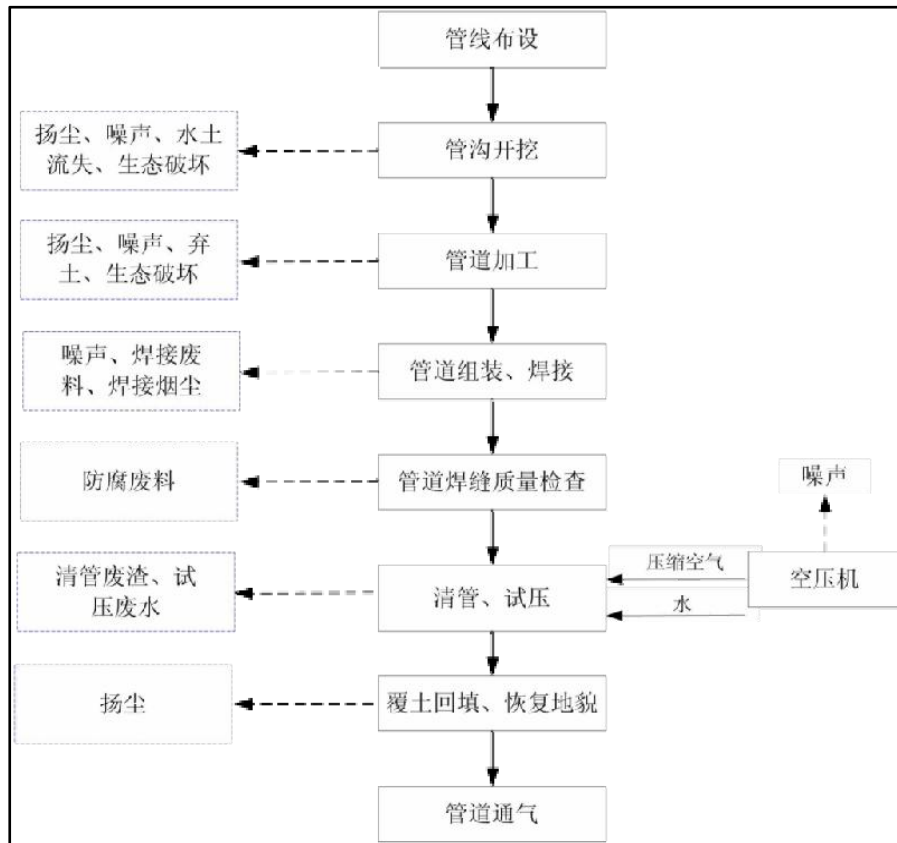 管线布设
扬尘、噪声、水土
流失、生态破坏
管沟开挖
扬尘、噪声、弃
土、生态破坏
管道加工
噪声、焊接废
料、焊接烟尘
管道组装、焊接
防腐废料
管道焊缝质量检查
噪声
清管废渣、试
压废水
清管、试压
压缩空气
水
空压机
扬尘
覆土回填、恢复地貌
管道通气